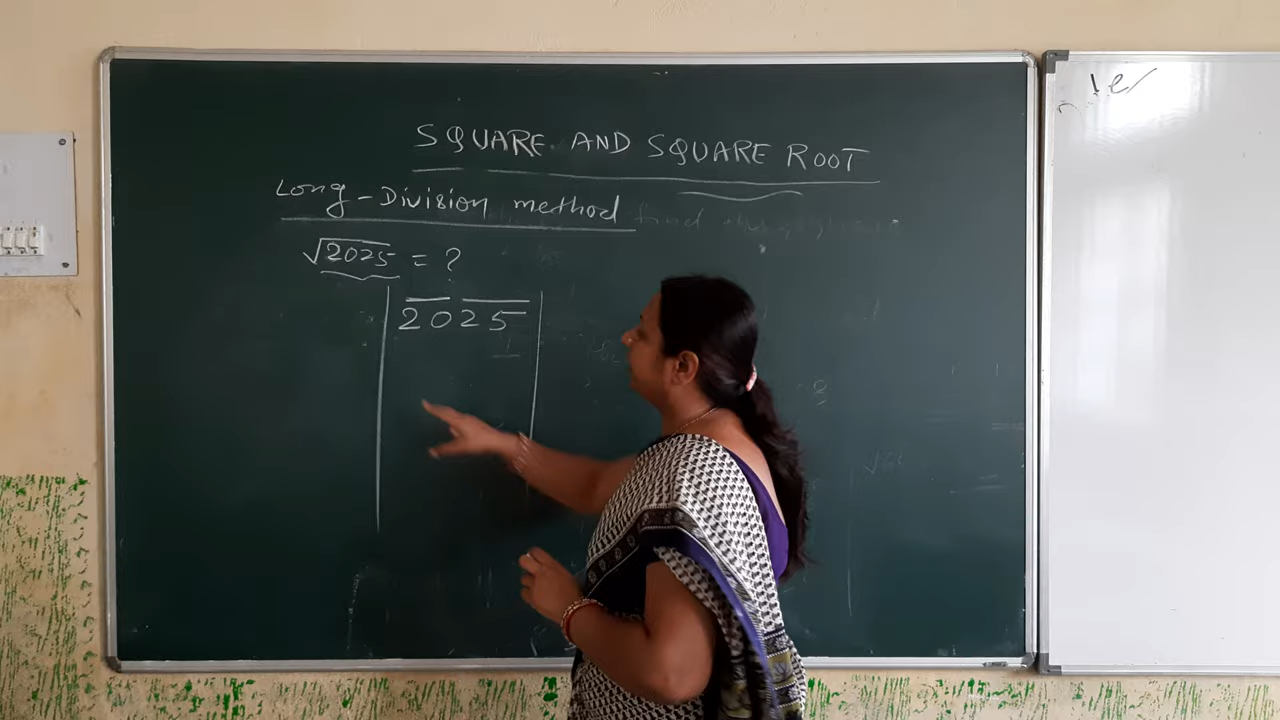 SQUARE AND SQUARE ROOT
Long-Division method
√2025 = ?
2025